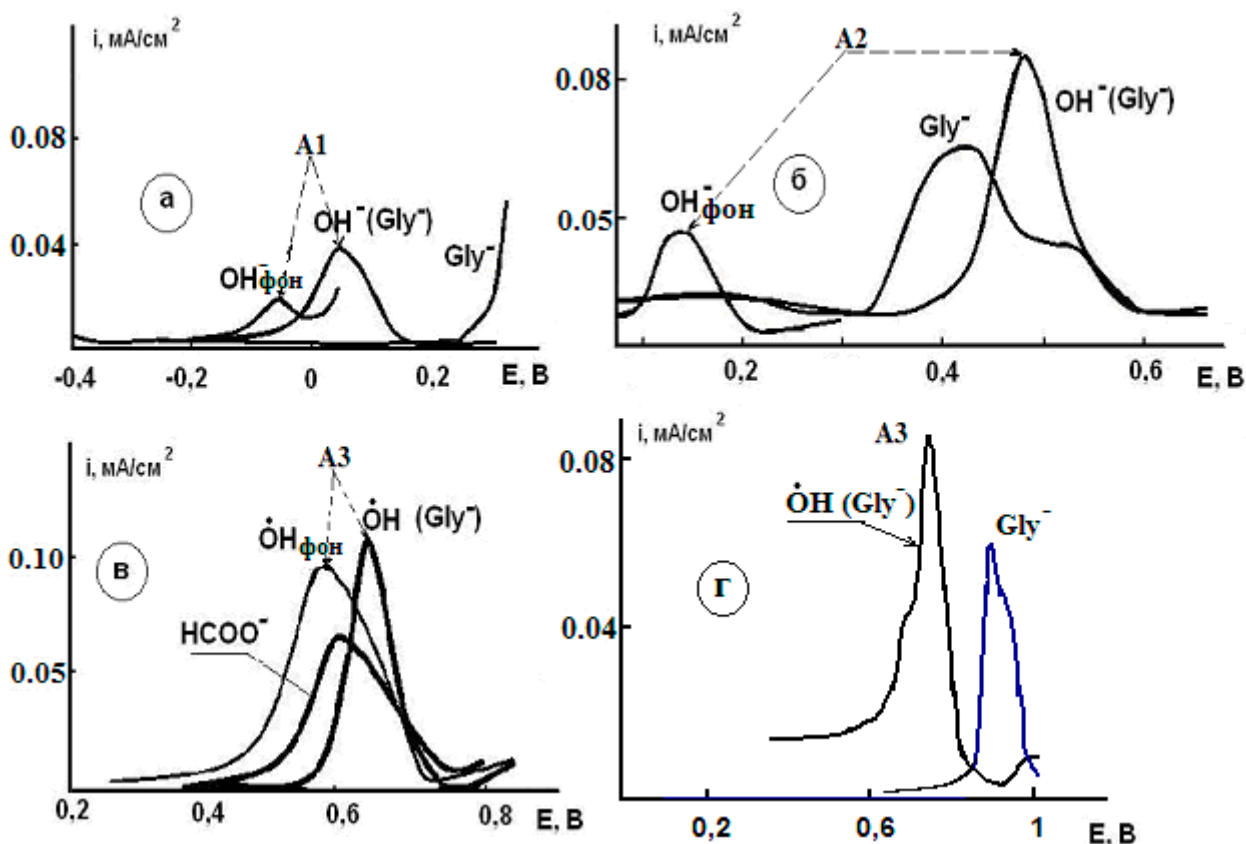 i, мА/см²
0.08
0.04
A1
а
OH⁻фон
OH⁻(Gly⁻)
Gly⁻
-0,4
-0,2
0
0,2
E, В
i, мА/см²
0.08
0.05
A2
б
OH⁻фон
Gly⁻
OH⁻(Gly⁻)
0,2
0,4
0,6
E, В
i, мА/см²
0.10
0.05
A3
в
ȮHфон
ȮH (Gly⁻)
HCOO⁻
0,2
0,4
0,6
0,8
E, В
i, мА/см²
0.08
0.04
A3
г
ȮH (Gly⁻)
Gly⁻
0,2
0,6
1
E, В